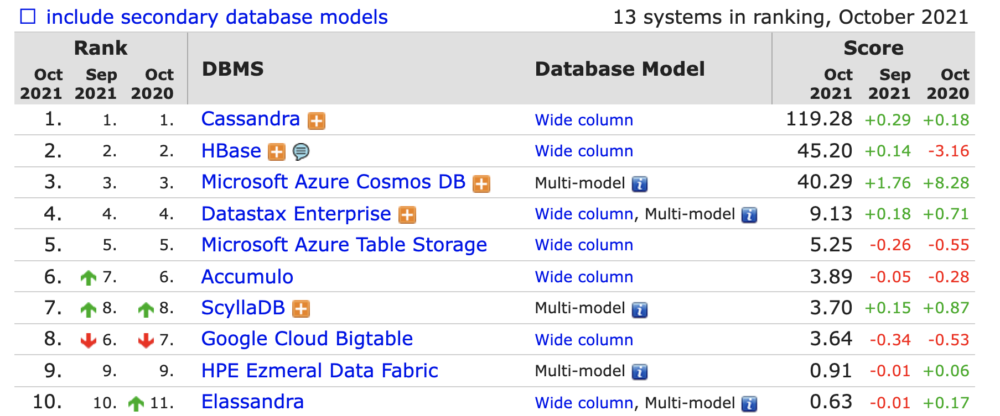 include secondary database models 13 systems in ranking, October 2021
Rank DBMS Database Model Score
Oct 2021 Sep 2021 Oct 2020 Oct 2021 Sep 2021 Oct 2020
1. 1. 1. Cassandra Wide column 119.28 +0.29 +0.18
2. 2. 2. HBase Wide column 45.20 +0.14 -3.16
3. 3. 3. Microsoft Azure Cosmos DB Multi-model i 40.29 +1.76 +8.28
4. 4. 4. Datastax Enterprise Wide column, Multi-model i 9.13 +0.18 +0.71
5. 5. 5. Microsoft Azure Table Storage Wide column 5.25 -0.26 -0.55
6. 7. 6. Accumulo Wide column 3.89 -0.05 -0.28
7. 8. 8. ScyllaDB Multi-model i 3.70 +0.15 +0.87
8. 6. 7. Google Cloud Bigtable Wide column 3.64 -0.34 -0.53
9. 9. 9. HPE Ezmeral Data Fabric Multi-model i 0.91 -0.01 +0.06
10. 10. 11. Elassandra Wide column, Multi-model i 0.63 -0.01 +0.17